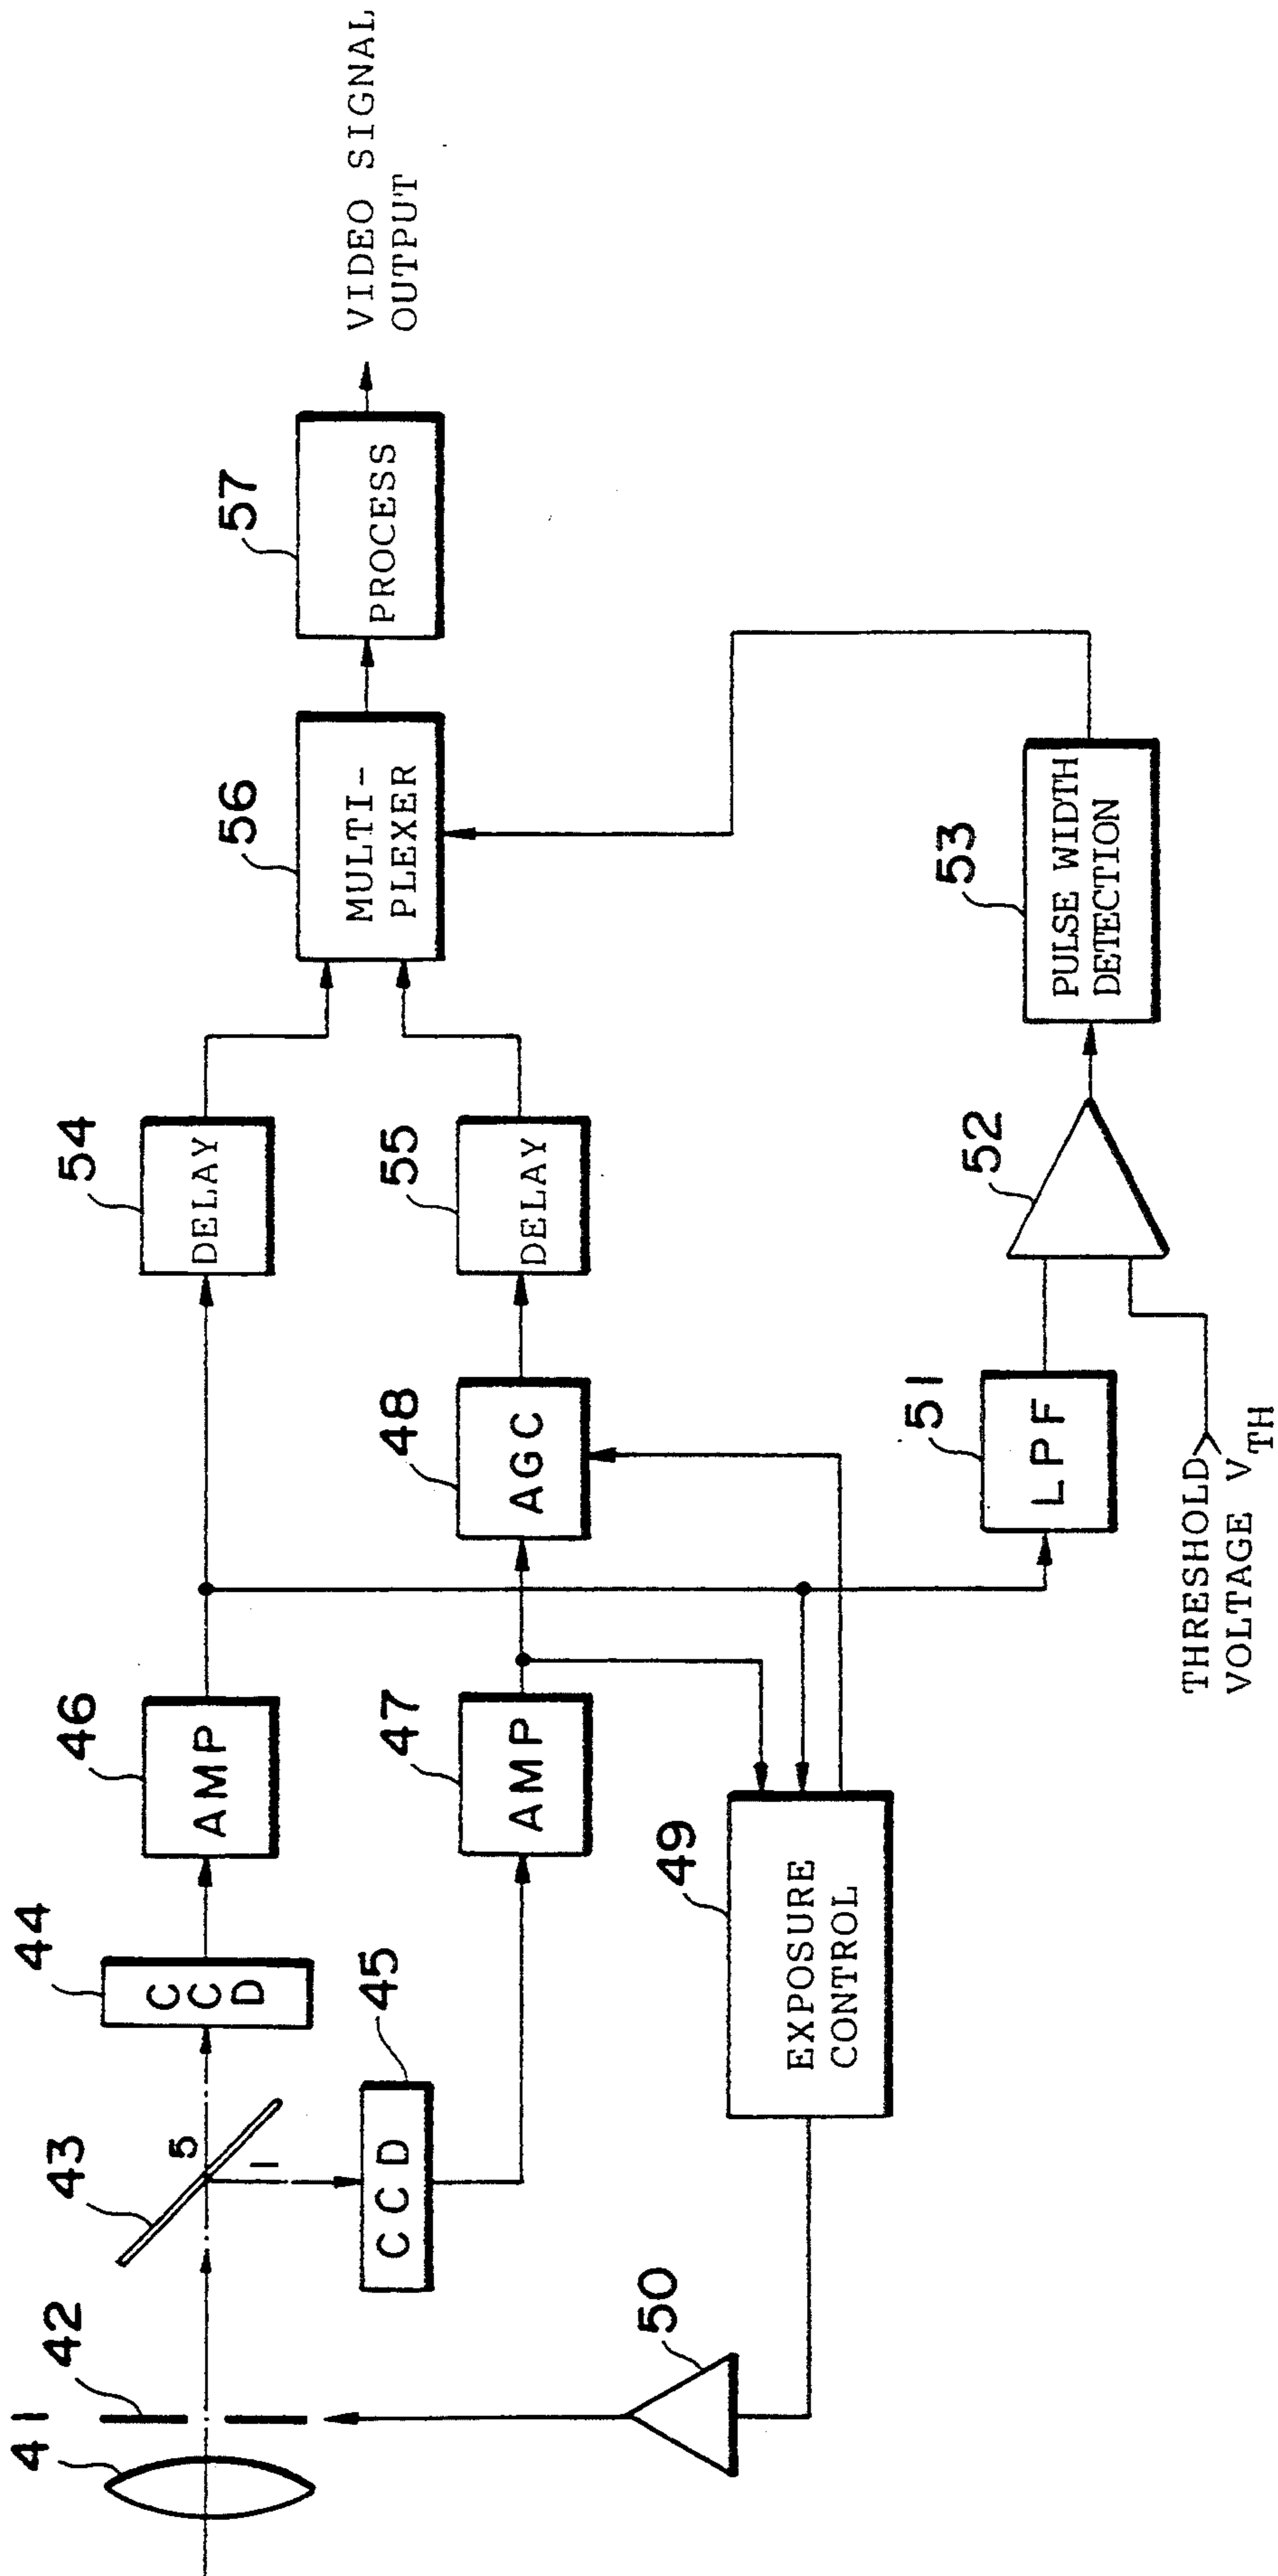 41
42
43
5
1
44
CCD
45
CCD
46
AMP
47
AMP
48
AGC
49
EXPOSURE
CONTROL
50
51
LPF
THRESHOLD
VOLTAGE VTH
52
53
PULSE WIDTH
DETECTION
54
DELAY
55
DELAY
56
MULTI-
PLEXER
57
PROCESS
VIDEO SIGNAL
OUTPUT